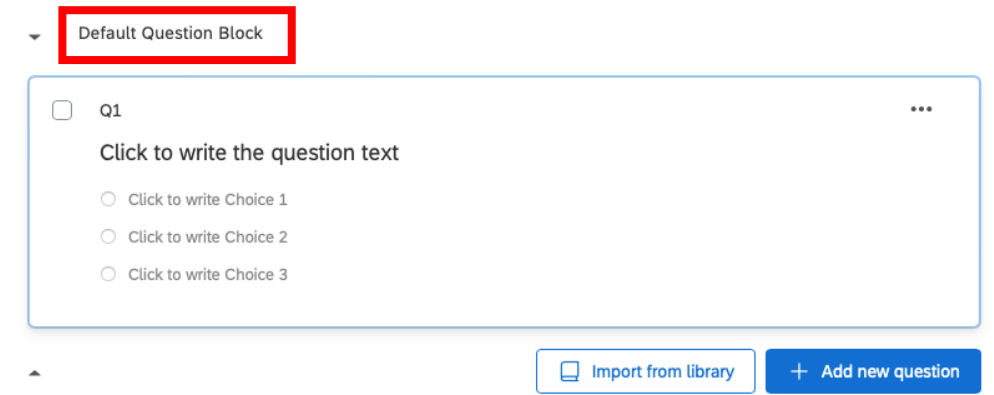 Default Question Block
Q1
Click to write the question text
Click to write Choice 1
Click to write Choice 2
Click to write Choice 3
Import from library
Add new question